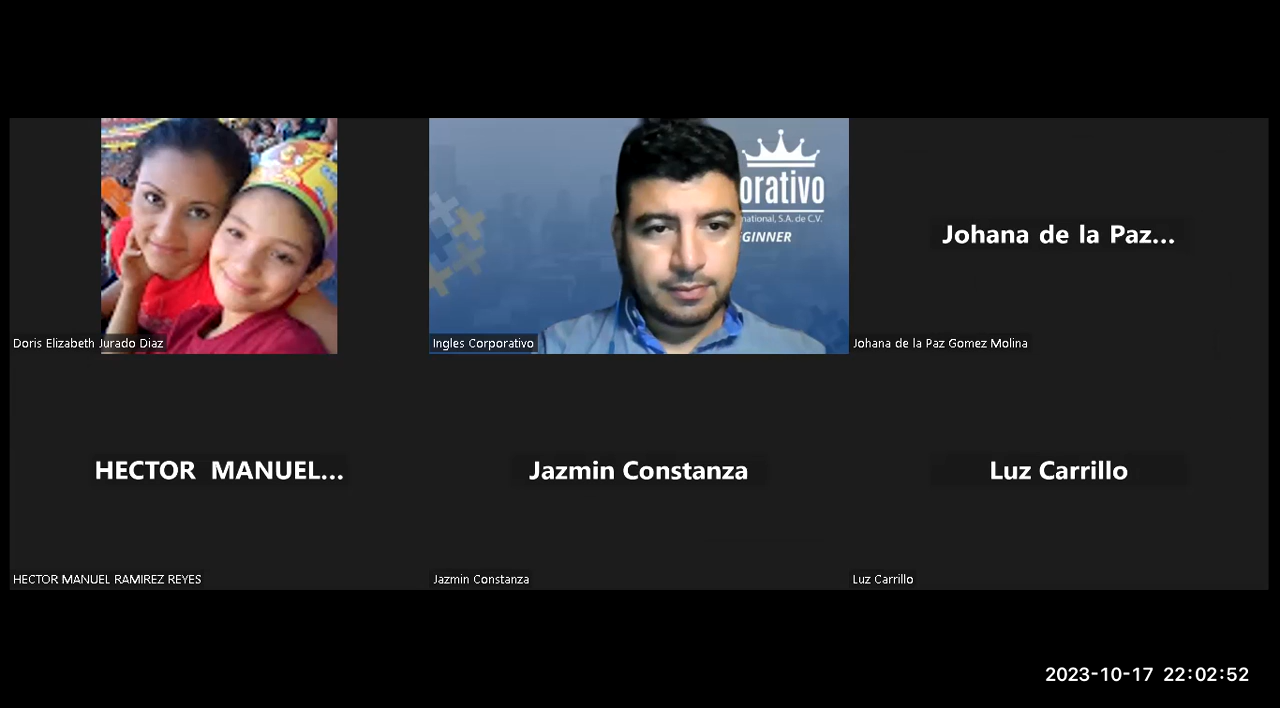 orativo
national, S.A. de C.V.
GINNER
Johana de la Paz...
Doris Elizabeth Jurado Diaz
Ingles Corporativo
Johana de la Paz Gomez Molina
HECTOR MANUEL...
Jazmin Constanza
Luz Carrillo
HECTOR MANUEL RAMIREZ REYES
Jazmin Constanza
Luz Carrillo
2023-10-17 22:02:52